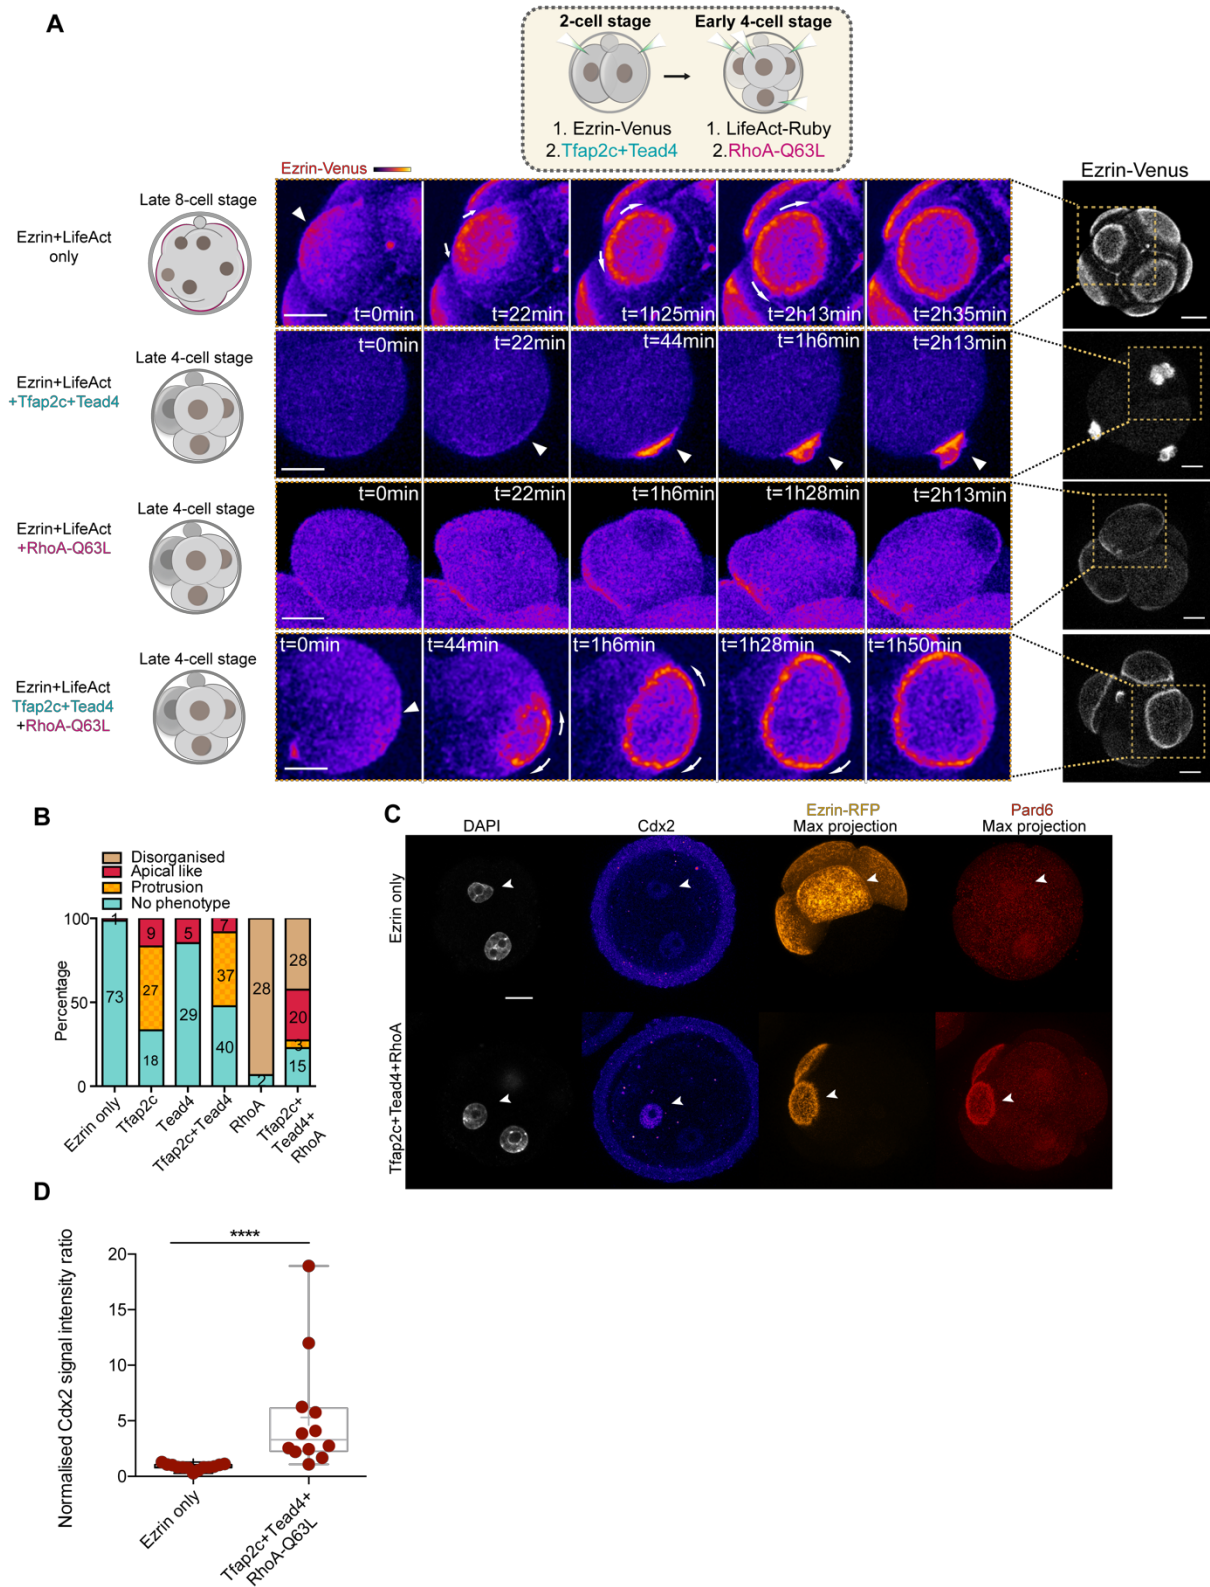 A
2-cell stage
Early 4-cell stage
1. Ezrin-Venus
2.Tfap2c+Tead4
1. LifeAct-Ruby
2.RhoA-Q63L
Ezrin-Venus
Ezrin-Venus
Late 8-cell stage
Ezrin+LifeAct
only
t=0min
t=22min
t=1h25min
t=2h13min
t=2h35min
Late 4-cell stage
Ezrin+LifeAct
+Tfap2c+Tead4
t=0min
t=22min
t=44min
t=1h6min
t=2h13min
Late 4-cell stage
Ezrin+LifeAct
+RhoA-Q63L
t=0min
t=22min
t=1h6min
t=1h28min
t=2h13min
Late 4-cell stage
Ezrin+LifeAct
Tfap2c+Tead4
+RhoA-Q63L
t=0min
t=44min
t=1h6min
t=1h28min
t=1h50min
B
Disorganised
Apical like
Protrusion
No phenotype
Percentage
100
50
0
1
73
9
27
18
5
29
7
37
40
28
2
28
20
3
15
Ezrin only
Tfap2c
Tead4
Tfap2c+Tead4
RhoA
Tfap2c+
Tead4+
RhoA
C
DAPI
Cdx2
Ezrin-RFP
Max projection
Pard6
Max projection
Ezrin only
Tfap2c+Tead4+RhoA
D
Normalised Cdx2 signal intensity ratio
****
20
15
10
5
0
Ezrin only
Tfap2c+Tead4+
RhoA-Q63L